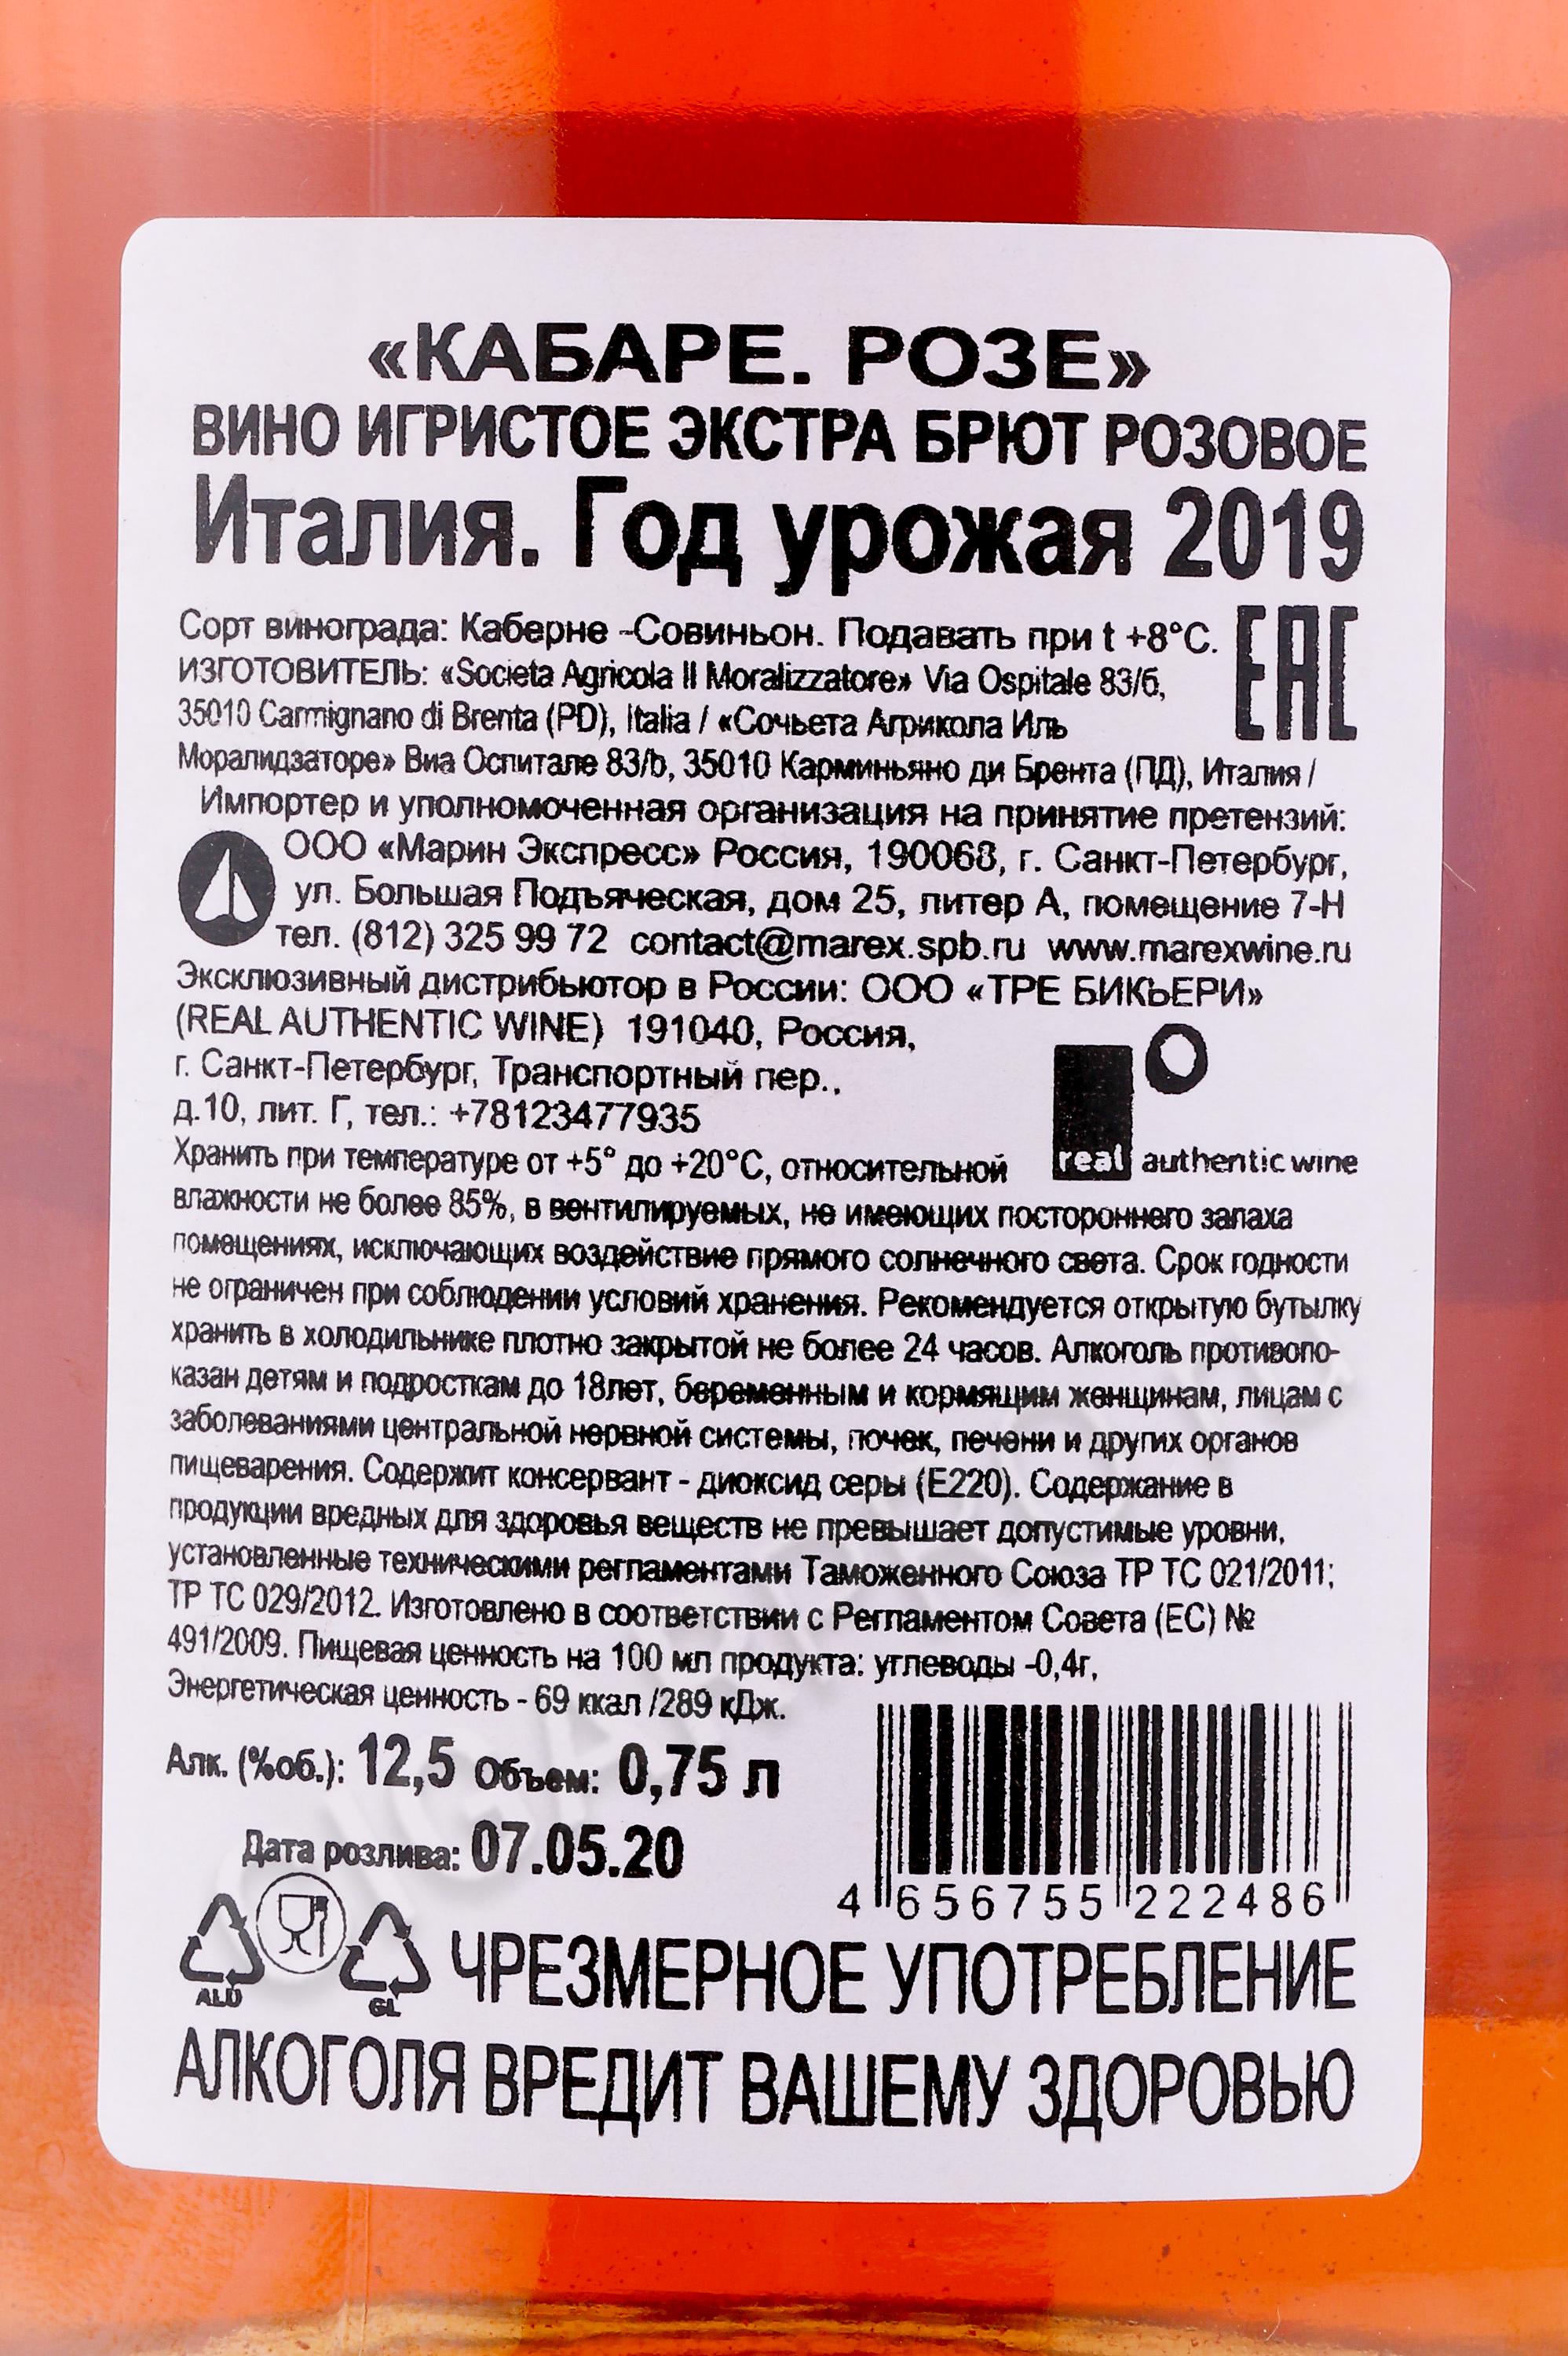 «КАБАРЕ. РОЗЕ»
ВИНО ИГРИСТОЕ ЭКСТРА БРЮТ РОЗОВОЕ
Италия. Год урожая 2019
Сорт винограда: Каберне -Совиньон. Подавать при t +8°C.
EAC
ИЗГОТОВИТЕЛЬ: «Societa Agricola Il Moralizzatore» Via Ospitale 83/б,
35010 Carmignano di Brenta (PD), Italia / «Сочьета Агрикола Иль
Моралидзаторе» Виа Оспитале 83/b, 35010 Карминьяно ди Брента (ПД), Италия /
Импортер и уполномоченная организация на принятие претензий:
ООО «Марин Экспресс» Россия, 190068, г. Санкт-Петербург,
ул. Большая Подъяческая, дом 25, литер А, помещение 7-Н
тел. (812) 325 99 72 contact@marex.spb.ru www.marexwine.ru
Эксклюзивный дистрибьютор в России: ООО «ТРЕ БИКЬЕРИ»
(REAL AUTHENTIC WINE) 191040, Россия,
г. Санкт-Петербург, Транспортный пер.,
д.10, лит. Г, тел.: +78123477935
real authentic wine
Хранить при температуре от +5° до +20°C, относительной
влажности не более 85%, в вентилируемых, не имеющих постороннего запаха
помещениях, исключающих воздействие прямого солнечного света. Срок годности
не ограничен при соблюдении условий хранения. Рекомендуется открытую бутылку
хранить в холодильнике плотно закрытой не более 24 часов. Алкоголь противопо-
казан детям и подросткам до 18лет, беременным и кормящим женщинам, лицам с
заболеваниями центральной нервной системы, почек, печени и других органов
пищеварения. Содержит консервант - диоксид серы (E220). Содержание в
продукции вредных для здоровья веществ не превышает допустимые уровни,
установленные техническими регламентами Таможенного Союза ТР ТС 021/2011;
ТР ТС 029/2012. Изготовлено в соответствии с Регламентом Совета (ЕС) №
491/2009. Пищевая ценность на 100 мл продукта: углеводы -0,4г,
Энергетическая ценность - 69 ккал /289 кДж.
Алк. (%об.): 12,5 Объем: 0,75 л
Дата розлива: 07.05.20
4 656755 222486
ALU
GL
ЧРЕЗМЕРНОЕ УПОТРЕБЛЕНИЕ
АЛКОГОЛЯ ВРЕДИТ ВАШЕМУ ЗДОРОВЬЮ